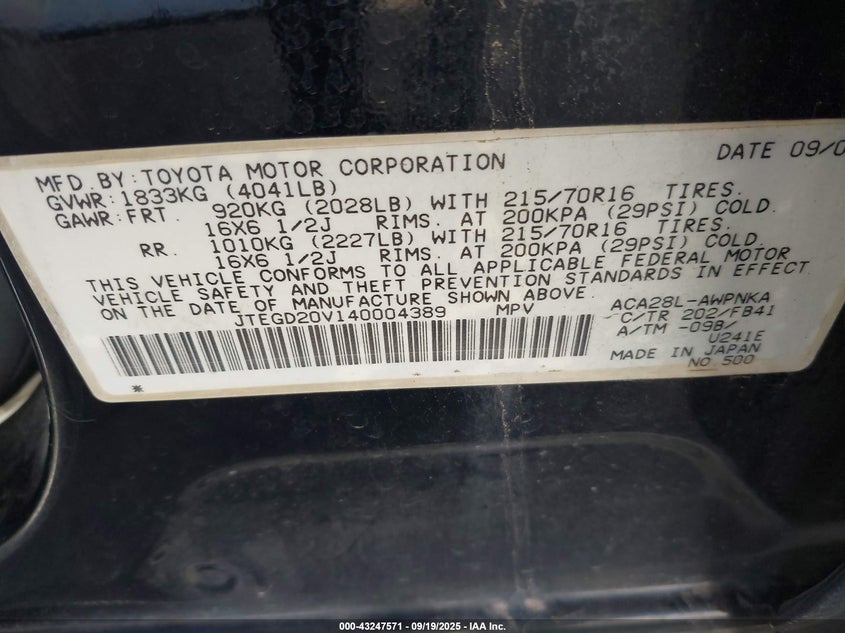 MFD.BY:TOYOTA MOTOR CORPORATION DATE 09/0
GVWR:1833KG (4041LB)
GAWR:FRT. 920KG (2028LB) WITH 215/70R16 TIRES.
16X6 1/2J RIMS. AT 200KPA (29PSI) COLD.
RR. 1010KG (2227LB) WITH 215/70R16 TIRES.
16X6 1/2J RIMS. AT 200KPA (29PSI) COLD.
THIS VEHICLE CONFORMS TO ALL APPLICABLE FEDERAL MOTOR
VEHICLE SAFETY AND THEFT PREVENTION STANDARDS IN EFFECT
ON THE DATE OF MANUFACTURE SHOWN ABOVE.
JTEGD20V140004389 MPV
ACA28L-AWPNKA
C/TR 202/FB41
A/TM -09B/
U241E
MADE IN JAPAN
NO.500
*
000-43247571 - 09/19/2025 - IAA Inc.